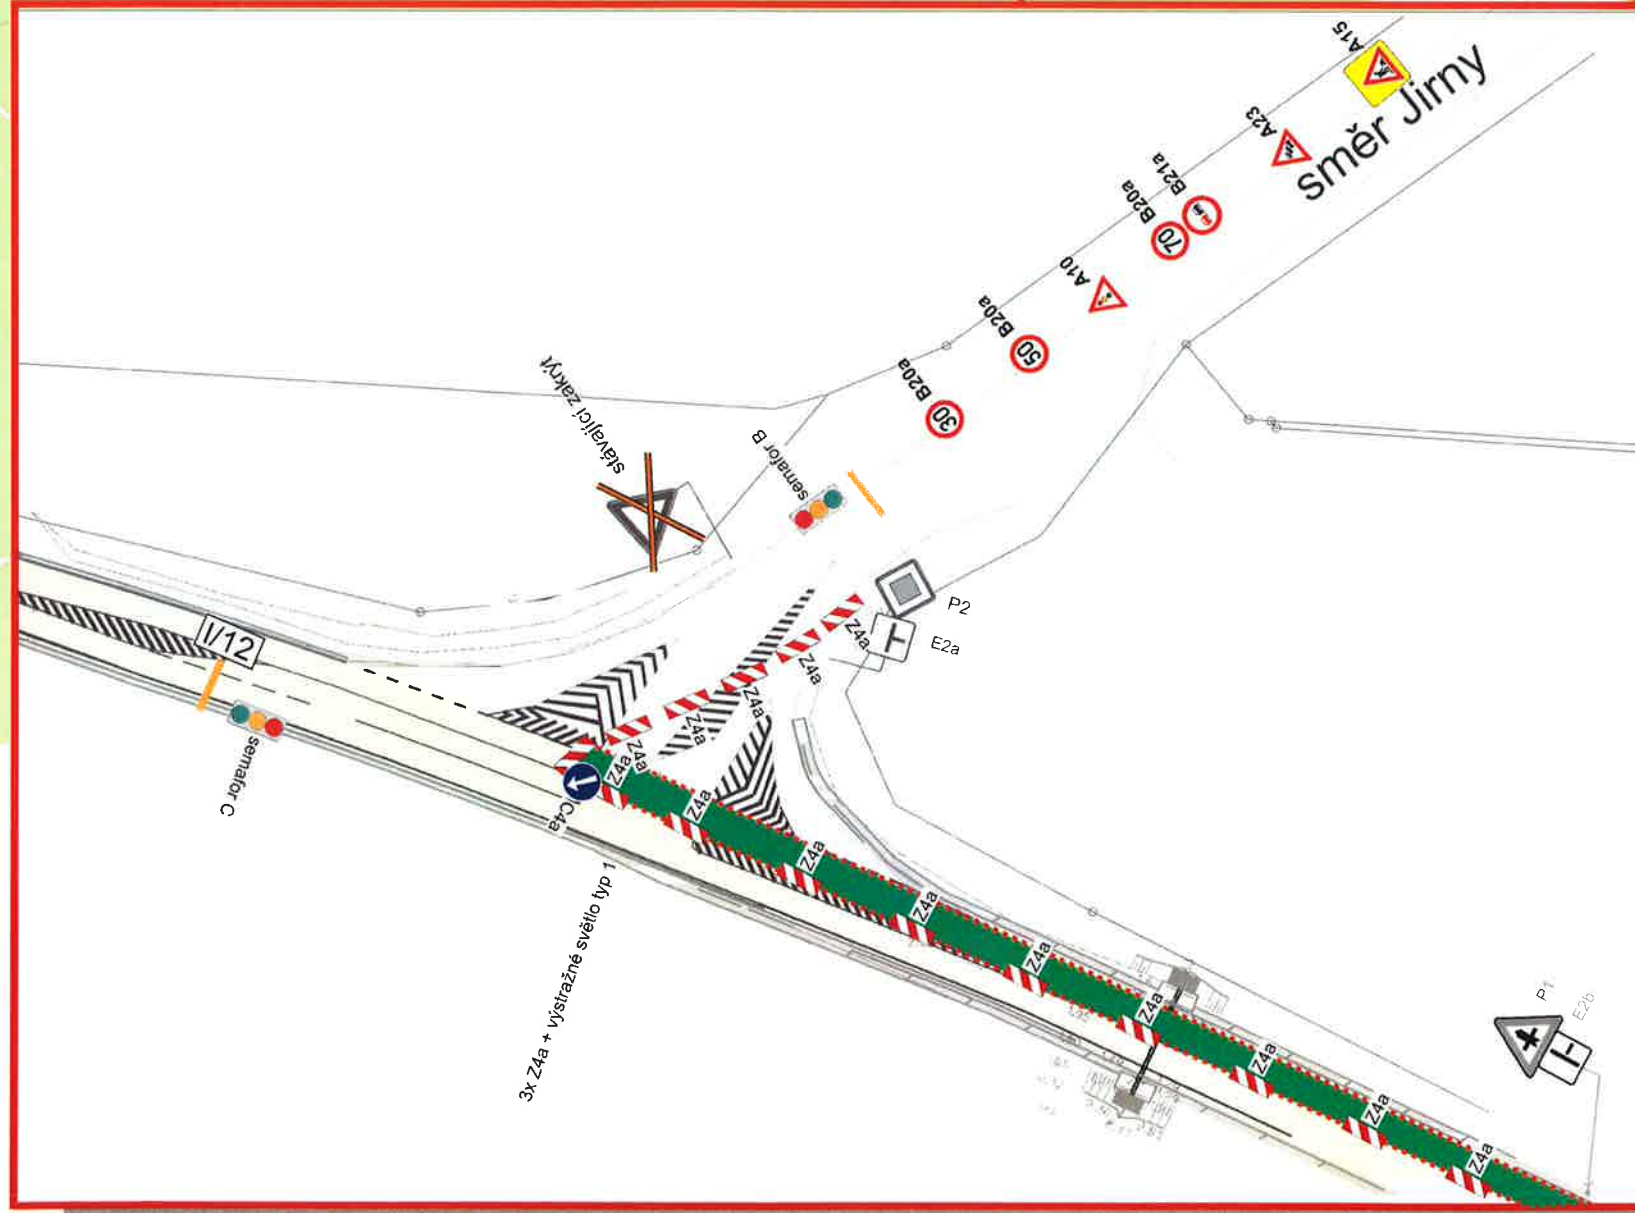 A15
směr Jirny
A23
B21a
B20a
70
A10
B20a
50
B20a
30
stávající zakrýt
semafor B
P2
E2a
I/12
semafor C
Z4a
Z4a
Z4a
Z4a
Z4a
Z4a
C4a
3x Z4a + výstražné světlo typ 1
Z4a
Z4a
Z4a
Z4a
Z4a
Z4a
Z4a
Z4a
P1
E2b